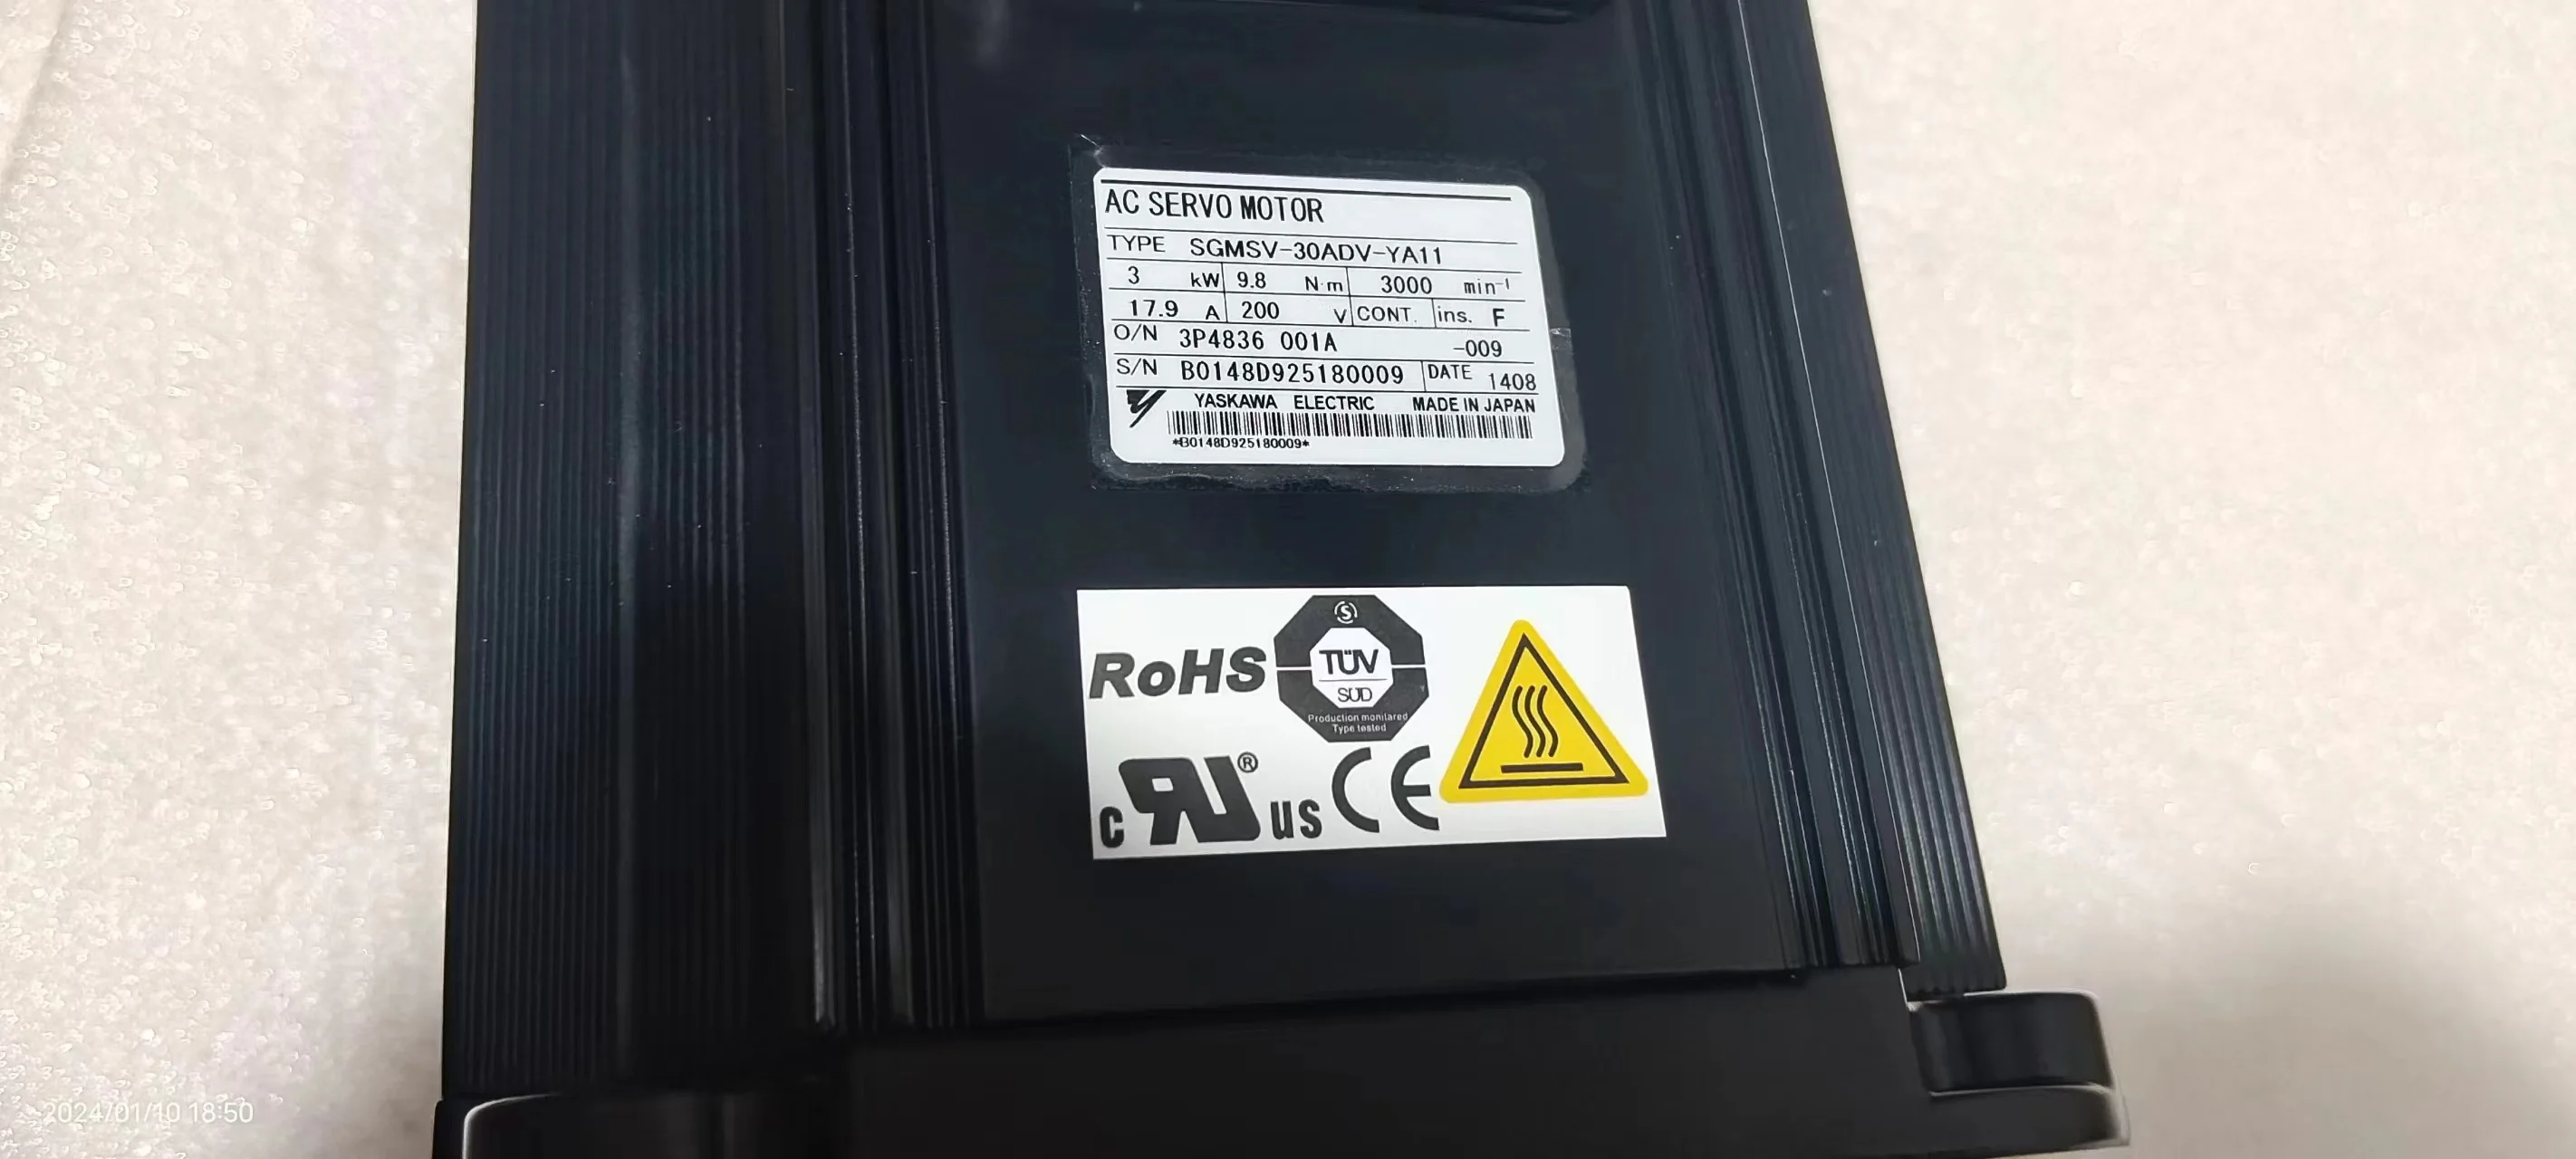 AC SERVO MOTOR
TYPE SGMSV-30ADV-YA11
3 kW 9.8 N·m 3000 min⁻¹
17.9 A 200 V CONT. ins. F
O/N 3P4836 001A -009
S/N B0148D925180009 DATE 1408
YASKAWA ELECTRIC MADE IN JAPAN
*B0148D925180009*
RoHS
S
TÜV
SÜD
Production monitared
Type tested
c RU ® us CE
2024/01/10 18:50